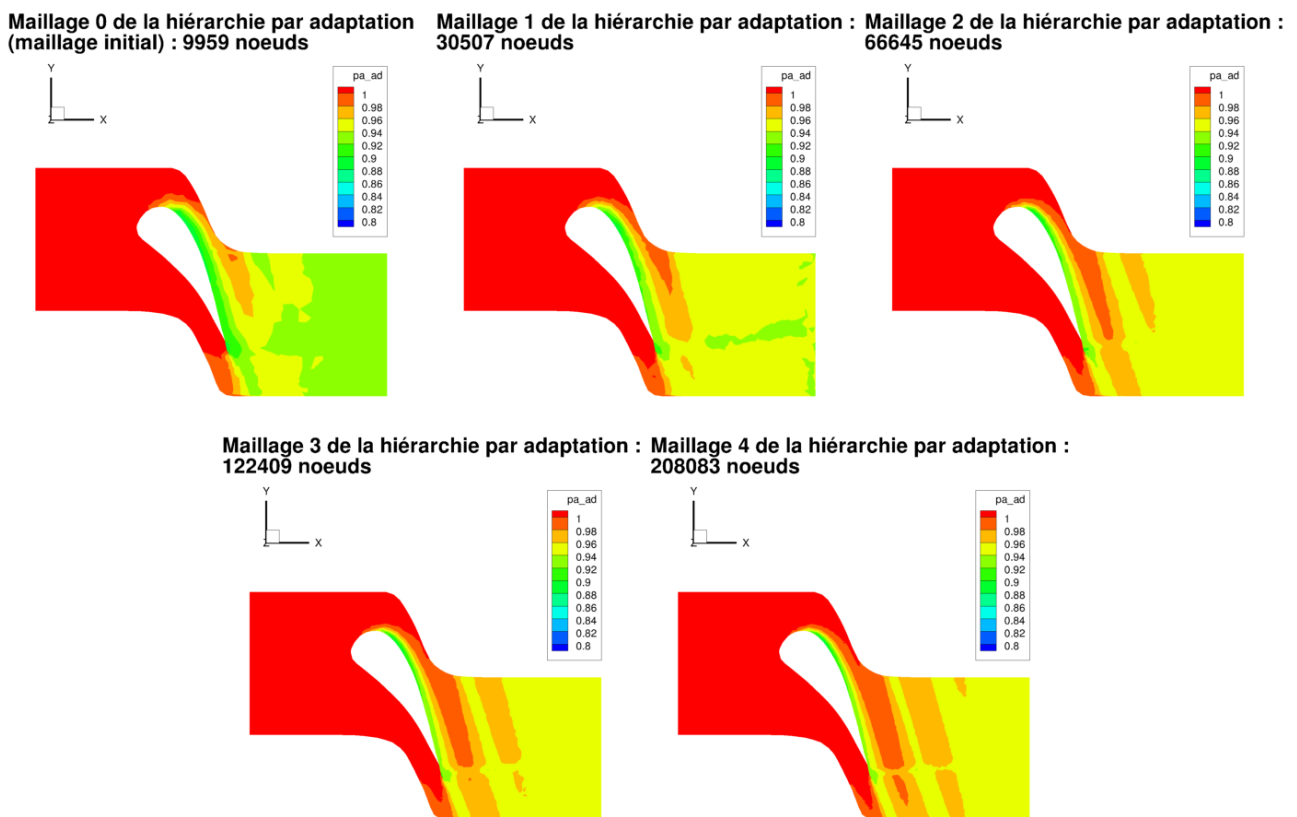 Maillage 0 de la hiérarchie par adaptation
(maillage initial) : 9959 noeuds
Y
X
Z
pa_ad
1
0.98
0.96
0.94
0.92
0.9
0.88
0.86
0.84
0.82
0.8
Maillage 1 de la hiérarchie par adaptation :
30507 noeuds
Y
X
Z
pa_ad
1
0.98
0.96
0.94
0.92
0.9
0.88
0.86
0.84
0.82
0.8
Maillage 2 de la hiérarchie par adaptation :
66645 noeuds
Y
X
Z
pa_ad
1
0.98
0.96
0.94
0.92
0.9
0.88
0.86
0.84
0.82
0.8
Maillage 3 de la hiérarchie par adaptation :
122409 noeuds
Y
X
Z
pa_ad
1
0.98
0.96
0.94
0.92
0.9
0.88
0.86
0.84
0.82
0.8
Maillage 4 de la hiérarchie par adaptation :
208083 noeuds
Y
X
Z
pa_ad
1
0.98
0.96
0.94
0.92
0.9
0.88
0.86
0.84
0.82
0.8